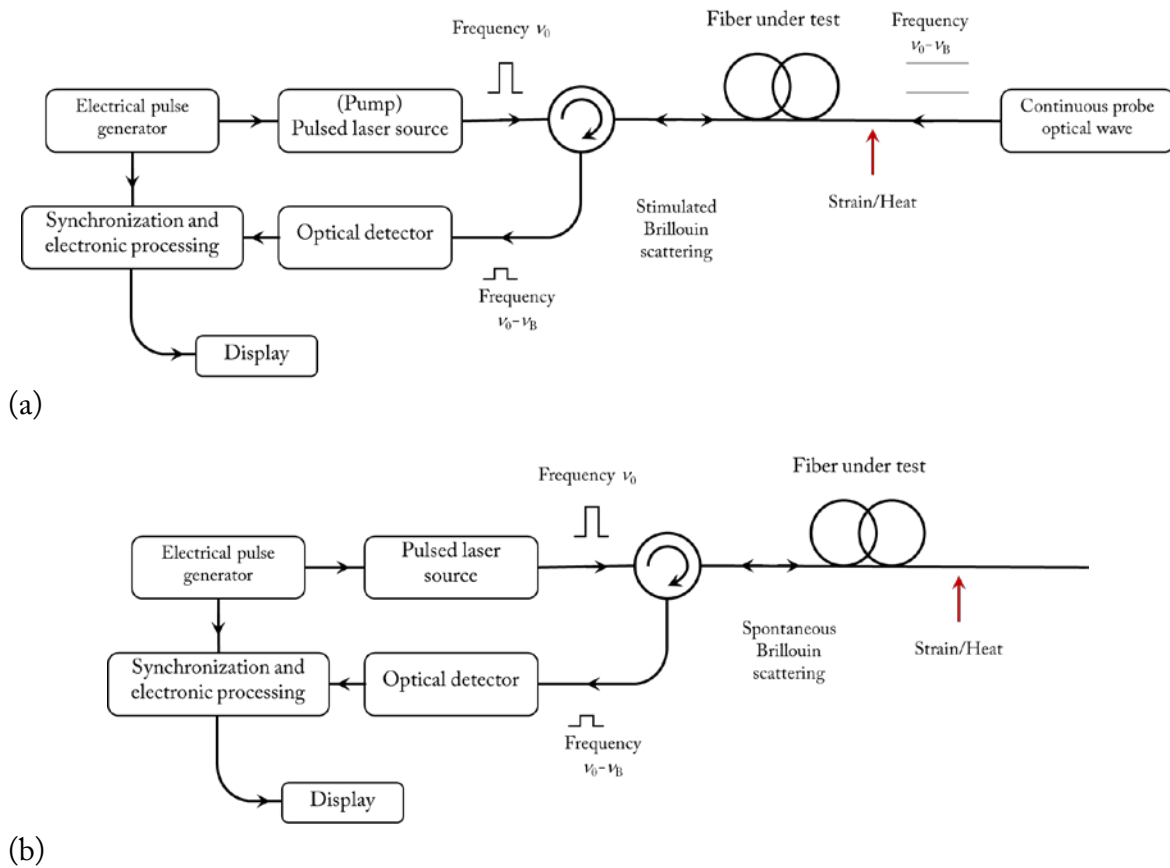 Frequency ν0
Fiber under test
Frequency
ν0-νB
Electrical pulse
generator
(Pump)
Pulsed laser source
Continuous probe
optical wave
Synchronization and
electronic processing
Optical detector
Stimulated
Brillouin
scattering
Strain/Heat
Frequency
ν0-νB
Display
(a)
Frequency ν0
Fiber under test
Electrical pulse
generator
Pulsed laser
source
Synchronization and
electronic processing
Optical detector
Spontaneous
Brillouin
scattering
Strain/Heat
Frequency
ν0-νB
Display
(b)